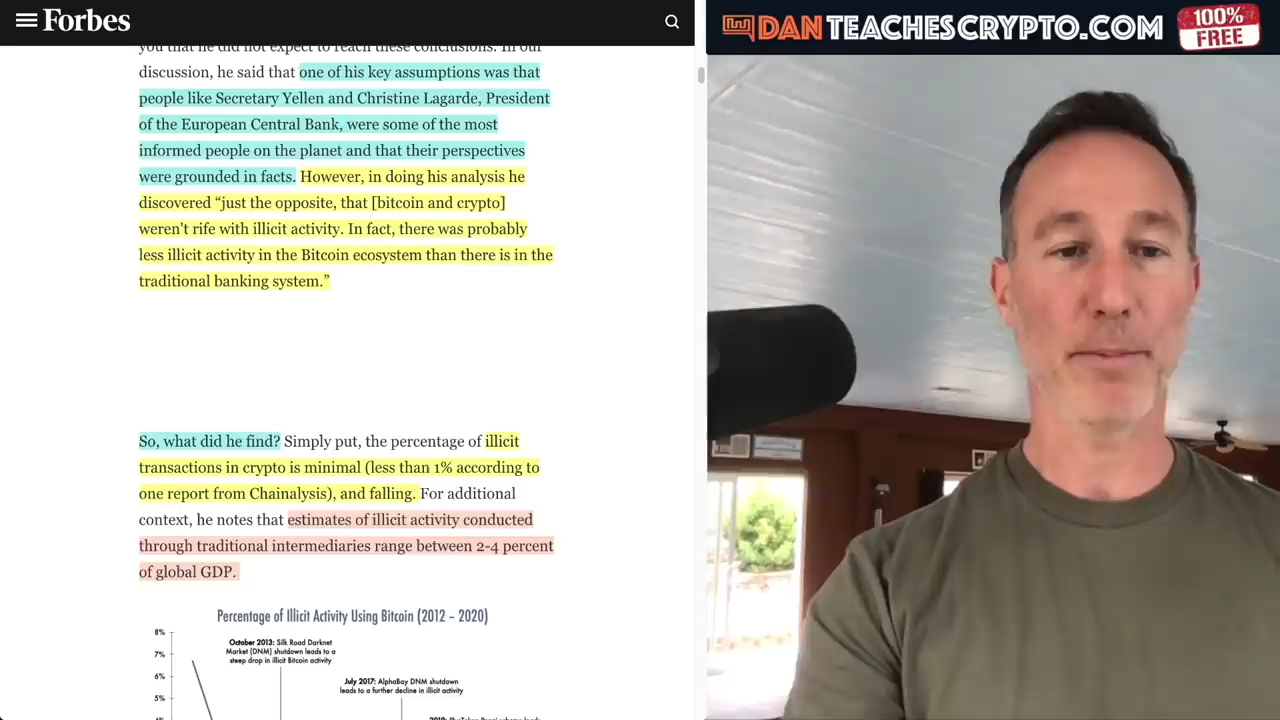 Forbes
you that he did not expect to reach these conclusions. In our
discussion, he said that one of his key assumptions was that
people like Secretary Yellen and Christine Lagarde, President
of the European Central Bank, were some of the most
informed people on the planet and that their perspectives
were grounded in facts. However, in doing his analysis he
discovered “just the opposite, that [bitcoin and crypto]
weren't rife with illicit activity. In fact, there was probably
less illicit activity in the Bitcoin ecosystem than there is in the
traditional banking system.”
So, what did he find? Simply put, the percentage of illicit
transactions in crypto is minimal (less than 1% according to
one report from Chainalysis), and falling. For additional
context, he notes that estimates of illicit activity conducted
through traditional intermediaries range between 2-4 percent
of global GDP.
Percentage of Illicit Activity Using Bitcoin (2012 – 2020)
8%
7%
6%
5%
October 2013: Silk Road Darknet
Market (DNM) shutdown leads to a
steep drop in illicit Bitcoin activity
July 2017: AlphaBay DNM shutdown
leads to a further decline in illicit activity
DANTEACHESCRYPTO.COM
100%
FREE